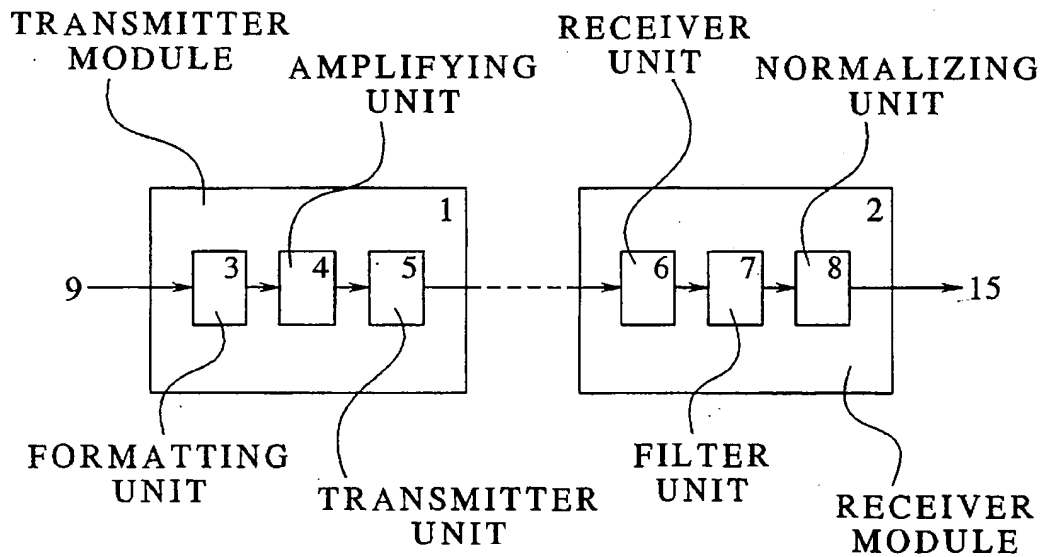 TRANSMITTER
MODULE
AMPLIFYING
UNIT
RECEIVER
UNIT
NORMALIZING
UNIT
1
2
3
4
5
6
7
8
9
15
FORMATTING
UNIT
TRANSMITTER
UNIT
FILTER
UNIT
RECEIVER
MODULE